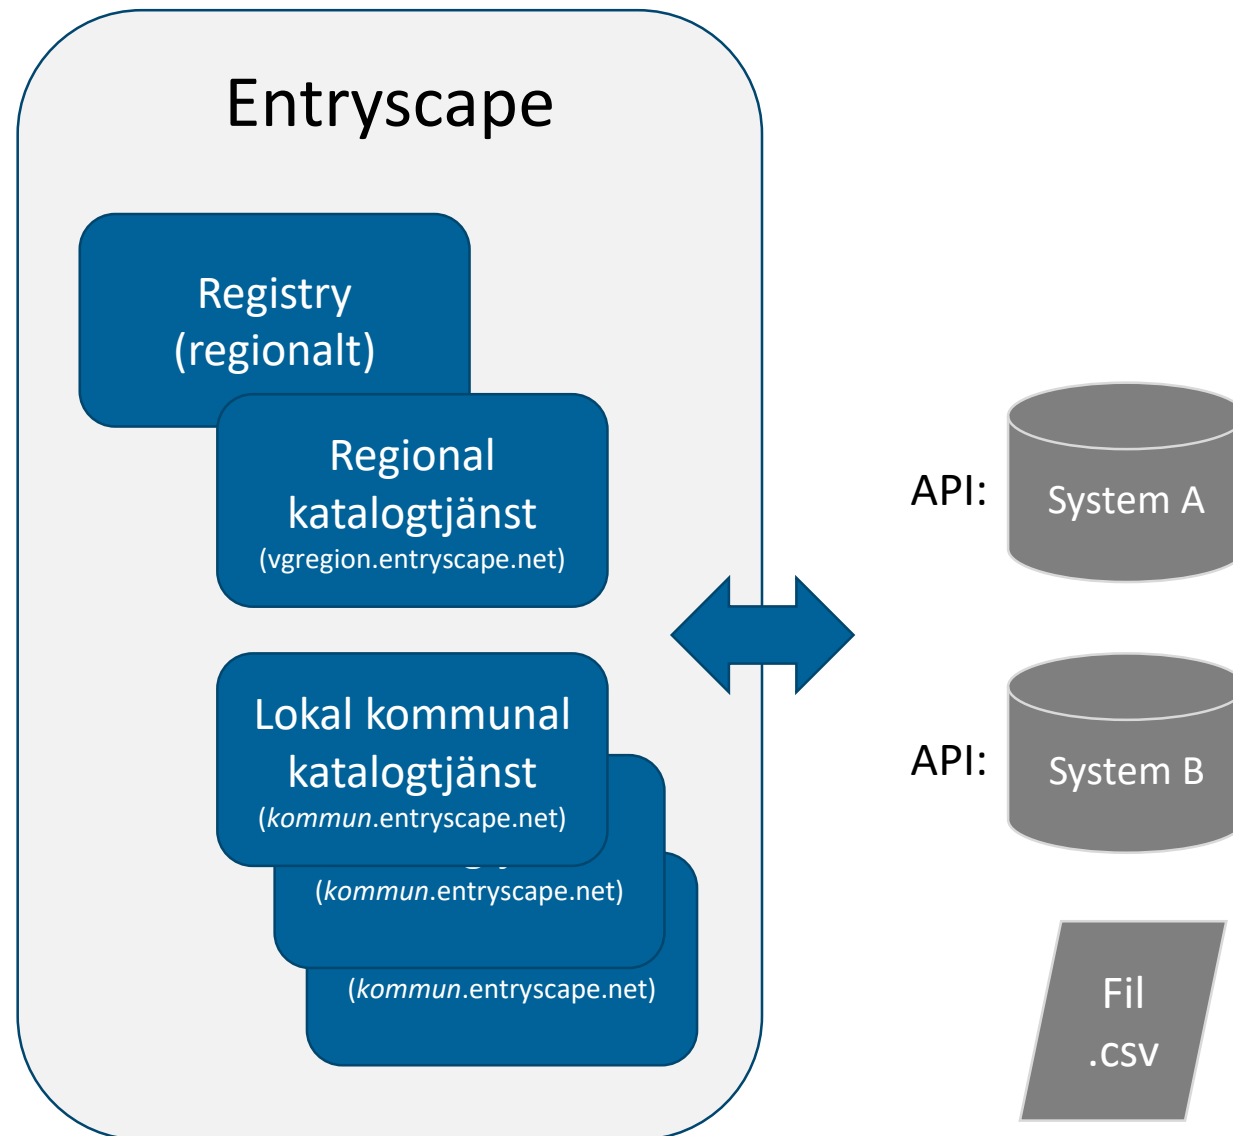 Entryscape
Registry
(regionalt)
Regional
katalogtjänst
(vgregion.entryscape.net)
Lokal kommunal
katalogtjänst
(kommun.entryscape.net)
(kommun.entryscape.net)
(kommun.entryscape.net)
API:
System A
API:
System B
Fil
.csv